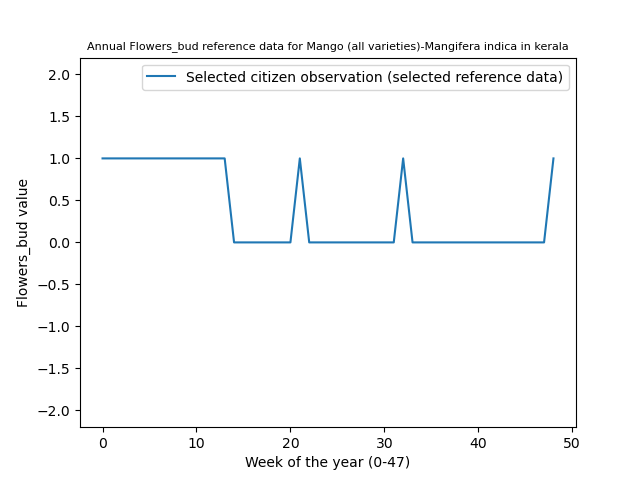 Annual Flowers_bud reference data for Mango (all varieties)-Mangifera indica in kerala
Selected citizen observation (selected reference data)
2.0
1.5
1.0
0.5
0.0
−0.5
−1.0
−1.5
−2.0
Flowers_bud value
0 10 20 30 40 50
Week of the year (0-47)